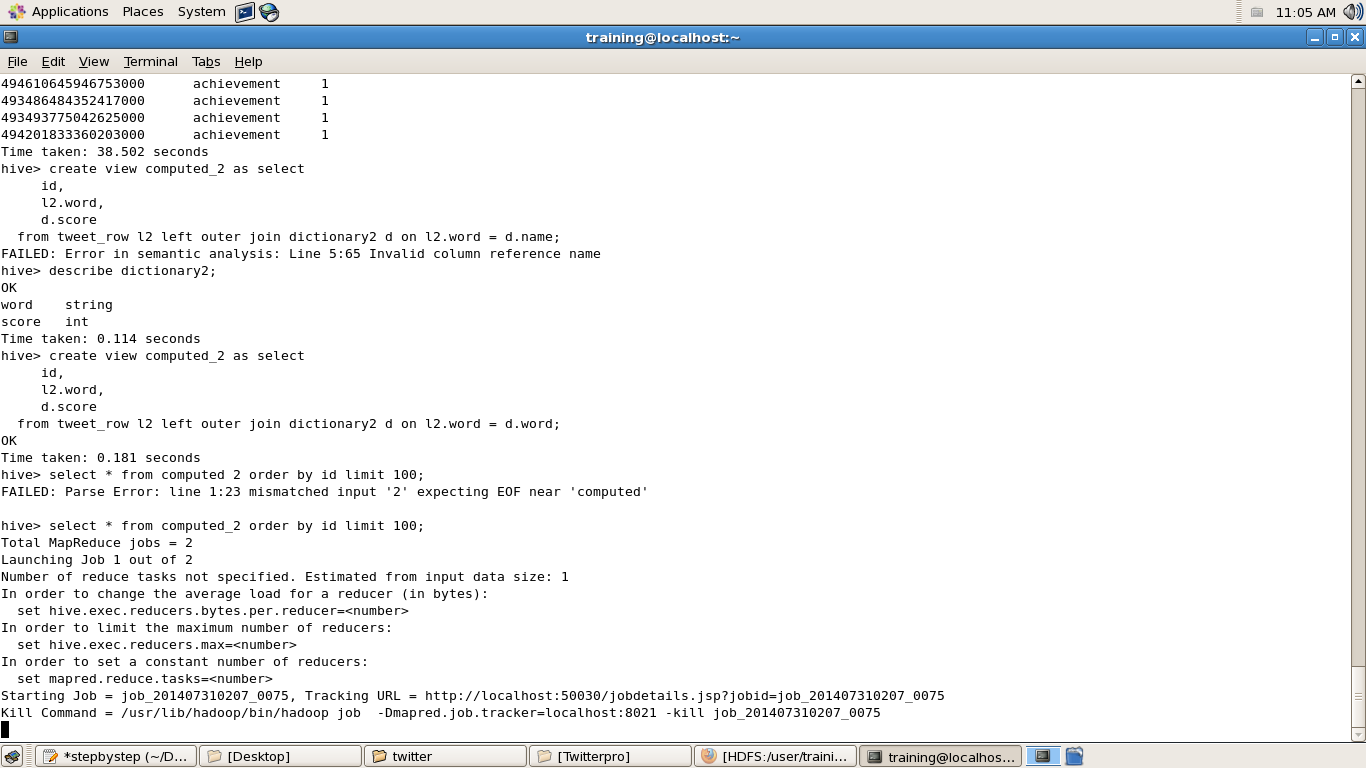 Applications Places System 11:05 AM
training@localhost:~
File Edit View Terminal Tabs Help
494610645946753000 achievement 1
493486484352417000 achievement 1
493493775042625000 achievement 1
494201833360203000 achievement 1
Time taken: 38.502 seconds
hive> create view computed_2 as select
id,
l2.word,
d.score
from tweet_row l2 left outer join dictionary2 d on l2.word = d.name;
FAILED: Error in semantic analysis: Line 5:65 Invalid column reference name
hive> describe dictionary2;
OK
word string
score int
Time taken: 0.114 seconds
hive> create view computed_2 as select
id,
l2.word,
d.score
from tweet_row l2 left outer join dictionary2 d on l2.word = d.word;
OK
Time taken: 0.181 seconds
hive> select * from computed 2 order by id limit 100;
FAILED: Parse Error: line 1:23 mismatched input '2' expecting EOF near 'computed'
hive> select * from computed_2 order by id limit 100;
Total MapReduce jobs = 2
Launching Job 1 out of 2
Number of reduce tasks not specified. Estimated from input data size: 1
In order to change the average load for a reducer (in bytes):
set hive.exec.reducers.bytes.per.reducer=<number>
In order to limit the maximum number of reducers:
set hive.exec.reducers.max=<number>
In order to set a constant number of reducers:
set mapred.reduce.tasks=<number>
Starting Job = job_201407310207_0075, Tracking URL = http://localhost:50030/jobdetails.jsp?jobid=job_201407310207_0075
Kill Command = /usr/lib/hadoop/bin/hadoop job -Dmapred.job.tracker=localhost:8021 -kill job_201407310207_0075
*stepbystep (~/D... [Desktop] twitter [Twitterpro] [HDFS:/user/traini... training@localhos...